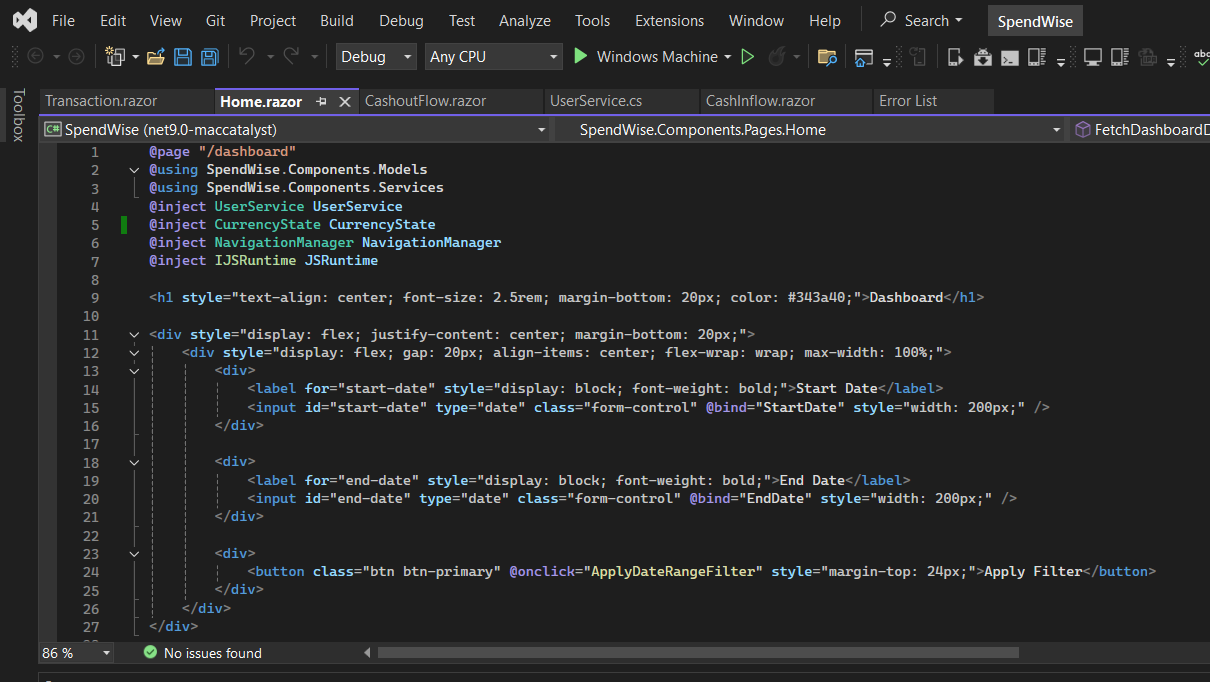 File Edit View Git Project Build Debug Test Analyze Tools Extensions Window Help Search SpendWise
Debug Any CPU Windows Machine abc
Toolbox
Transaction.razor Home.razor CashoutFlow.razor UserService.cs CashInflow.razor Error List
C# SpendWise (net9.0-maccatalyst) SpendWise.Components.Pages.Home FetchDashboardD
1 @page "/dashboard"
2 @using SpendWise.Components.Models
3 @using SpendWise.Components.Services
4 @inject UserService UserService
5 @inject CurrencyState CurrencyState
6 @inject NavigationManager NavigationManager
7 @inject IJSRuntime JSRuntime
8
9 <h1 style="text-align: center; font-size: 2.5rem; margin-bottom: 20px; color: #343a40;">Dashboard</h1>
10
11 <div style="display: flex; justify-content: center; margin-bottom: 20px;">
12 <div style="display: flex; gap: 20px; align-items: center; flex-wrap: wrap; max-width: 100%;">
13 <div>
14 <label for="start-date" style="display: block; font-weight: bold;">Start Date</label>
15 <input id="start-date" type="date" class="form-control" @bind="StartDate" style="width: 200px;" />
16 </div>
17
18 <div>
19 <label for="end-date" style="display: block; font-weight: bold;">End Date</label>
20 <input id="end-date" type="date" class="form-control" @bind="EndDate" style="width: 200px;" />
21 </div>
22
23 <div>
24 <button class="btn btn-primary" @onclick="ApplyDateRangeFilter" style="margin-top: 24px;">Apply Filter</button>
25 </div>
26 </div>
27 </div>
86 % No issues found